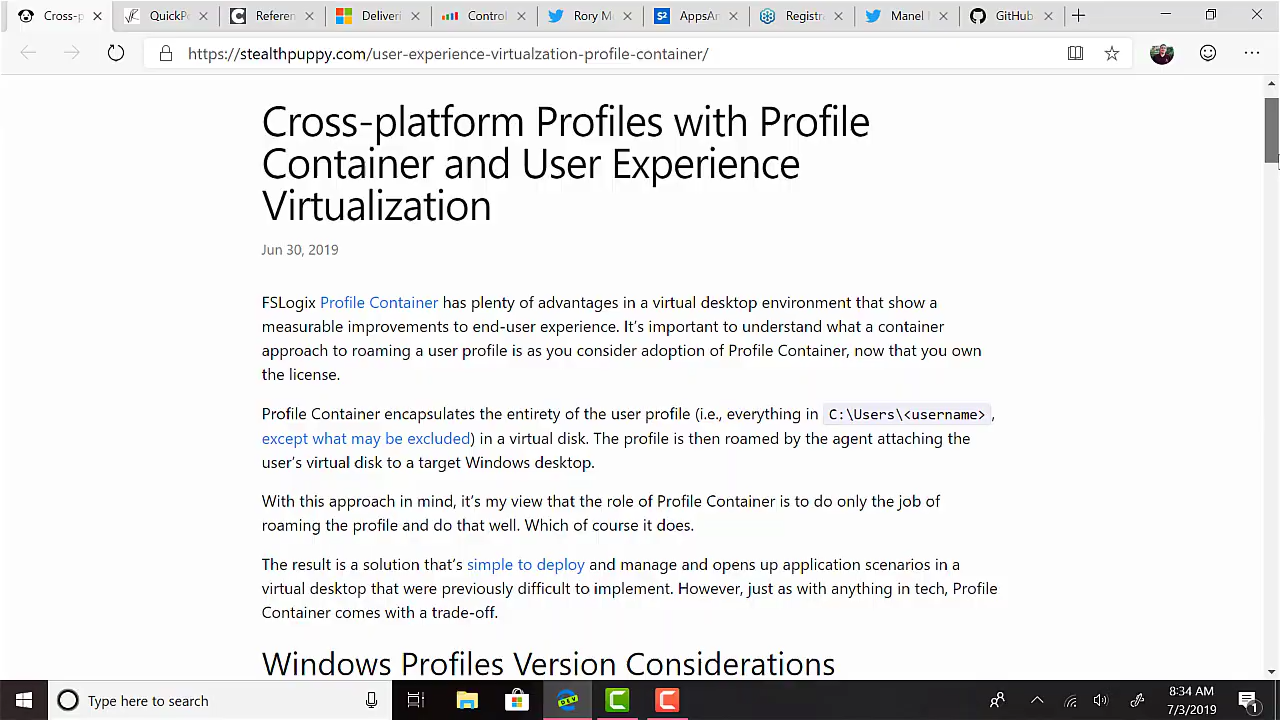 Cross-p
QuickP
Referen
Deliver
Control
Rory M
AppsAn
Registra
Manel
GitHub
https://stealthpuppy.com/user-experience-virtualzation-profile-container/
Cross-platform Profiles with Profile
Container and User Experience
Virtualization
Jun 30, 2019
FSLogix Profile Container has plenty of advantages in a virtual desktop environment that show a
measurable improvements to end-user experience. It’s important to understand what a container
approach to roaming a user profile is as you consider adoption of Profile Container, now that you own
the license.
Profile Container encapsulates the entirety of the user profile (i.e., everything in C:\Users\<username>,
except what may be excluded) in a virtual disk. The profile is then roamed by the agent attaching the
user’s virtual disk to a target Windows desktop.
With this approach in mind, it’s my view that the role of Profile Container is to do only the job of
roaming the profile and do that well. Which of course it does.
The result is a solution that’s simple to deploy and manage and opens up application scenarios in a
virtual desktop that were previously difficult to implement. However, just as with anything in tech, Profile
Container comes with a trade-off.
Windows Profiles Version Considerations
Type here to search
DEV
8:34 AM
7/3/2019
1